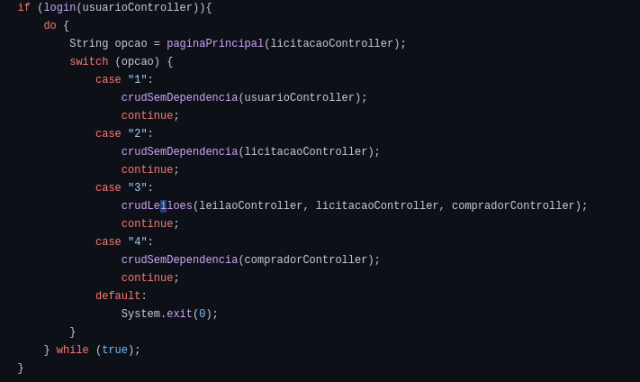 if (login(usuarioController)){
    do {
        String opcao = paginaPrincipal(licitacaoController);
        switch (opcao) {
            case "1":
                crudSemDependencia(usuarioController);
                continue;
            case "2":
                crudSemDependencia(licitacaoController);
                continue;
            case "3":
                crudLeiloes(leilaoController, licitacaoController, compradorController);
                continue;
            case "4":
                crudSemDependencia(compradorController);
                continue;
            default:
                System.exit(0);
        }
    } while (true);
}